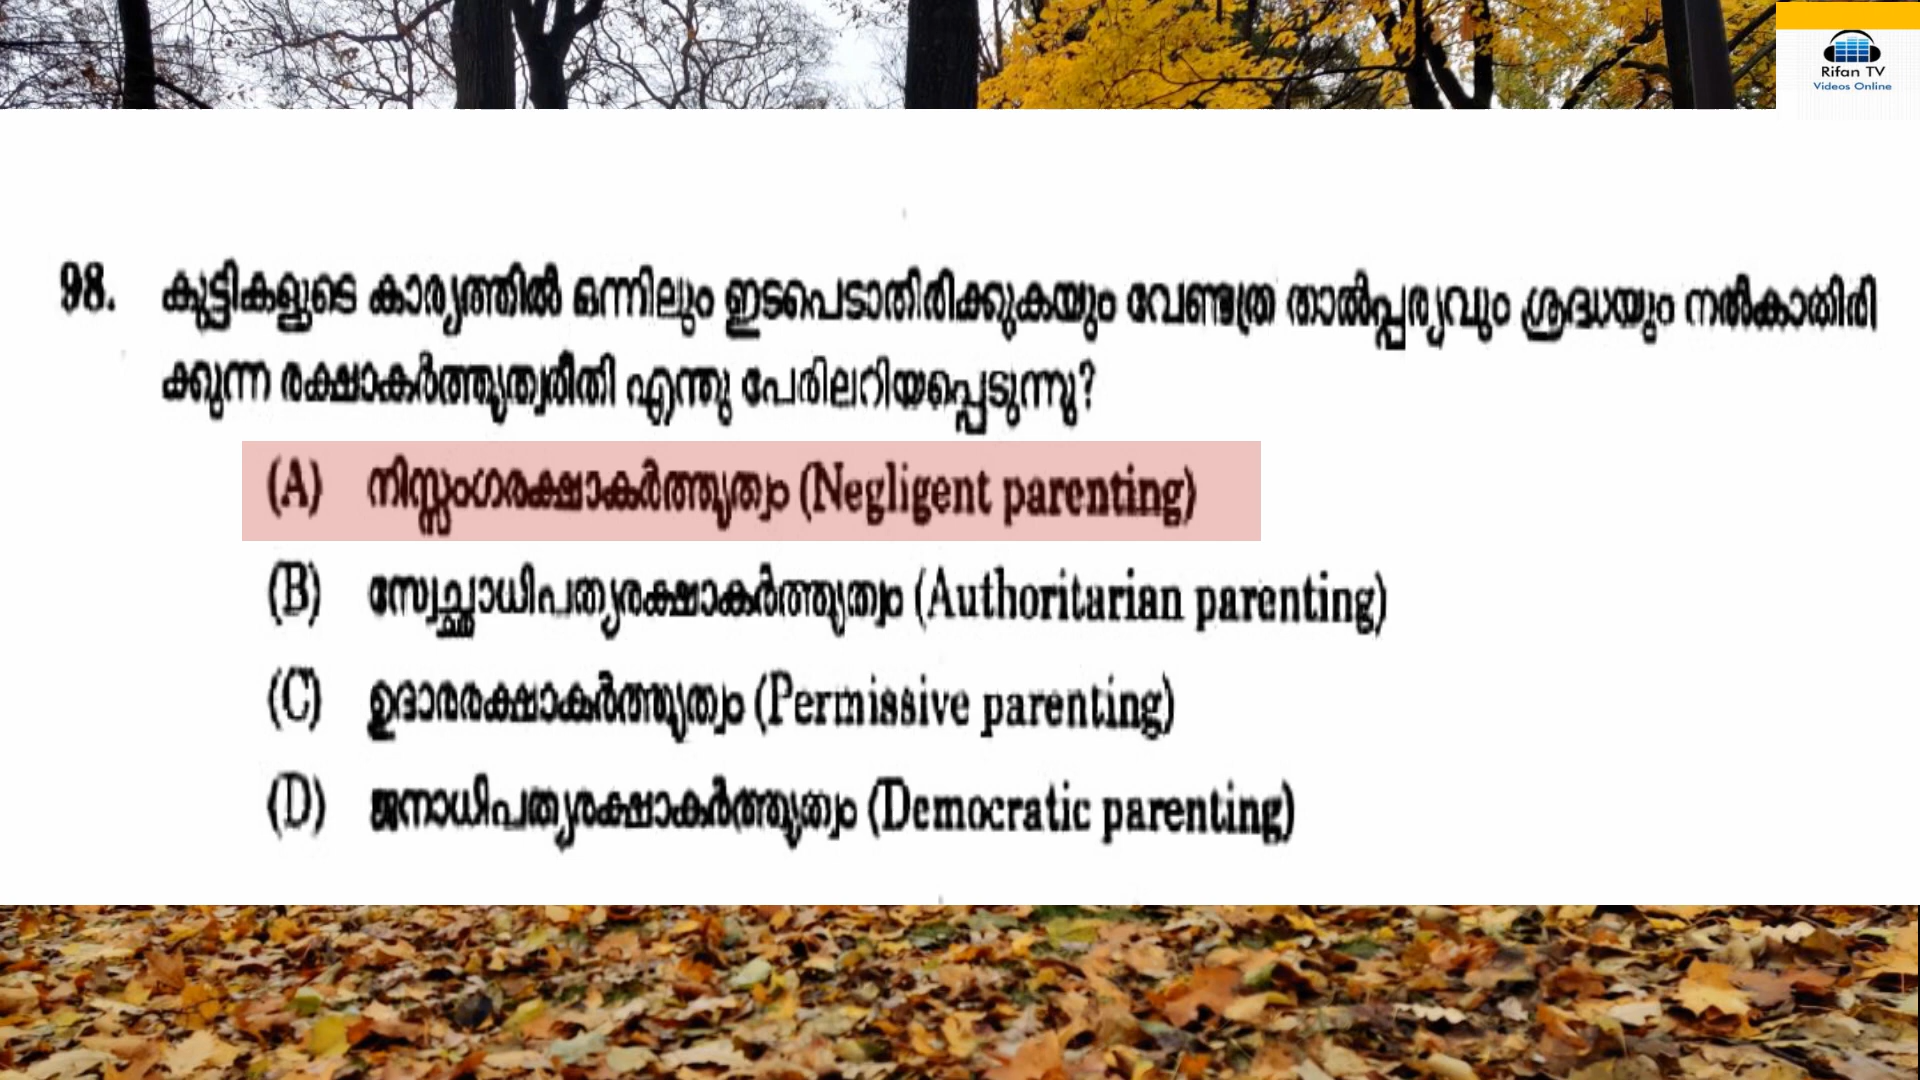 Rifan TV
Videos Online
98. കുട്ടികളുടെ കാര്യത്തിൽ ഒന്നിലും ഇടപെടാതിരിക്കുകയും വേണ്ടത്ര താൽപ്പര്യവും ശ്രദ്ധയും നൽകാതിരി
ക്കുന്ന രക്ഷാകർത്തൃത്വരീതി എന്തു പേരിലറിയപ്പെടുന്നു?
(A) നിസ്സംഗരക്ഷാകർത്തൃത്വം (Negligent parenting)
(B) സ്വേച്ഛാധിപത്യരക്ഷാകർത്തൃത്വം (Authoritarian parenting)
(C) ഉദാരരക്ഷാകർത്തൃത്വം (Permissive parenting)
(D) ജനാധിപത്യരക്ഷാകർത്തൃത്വം (Democratic parenting)